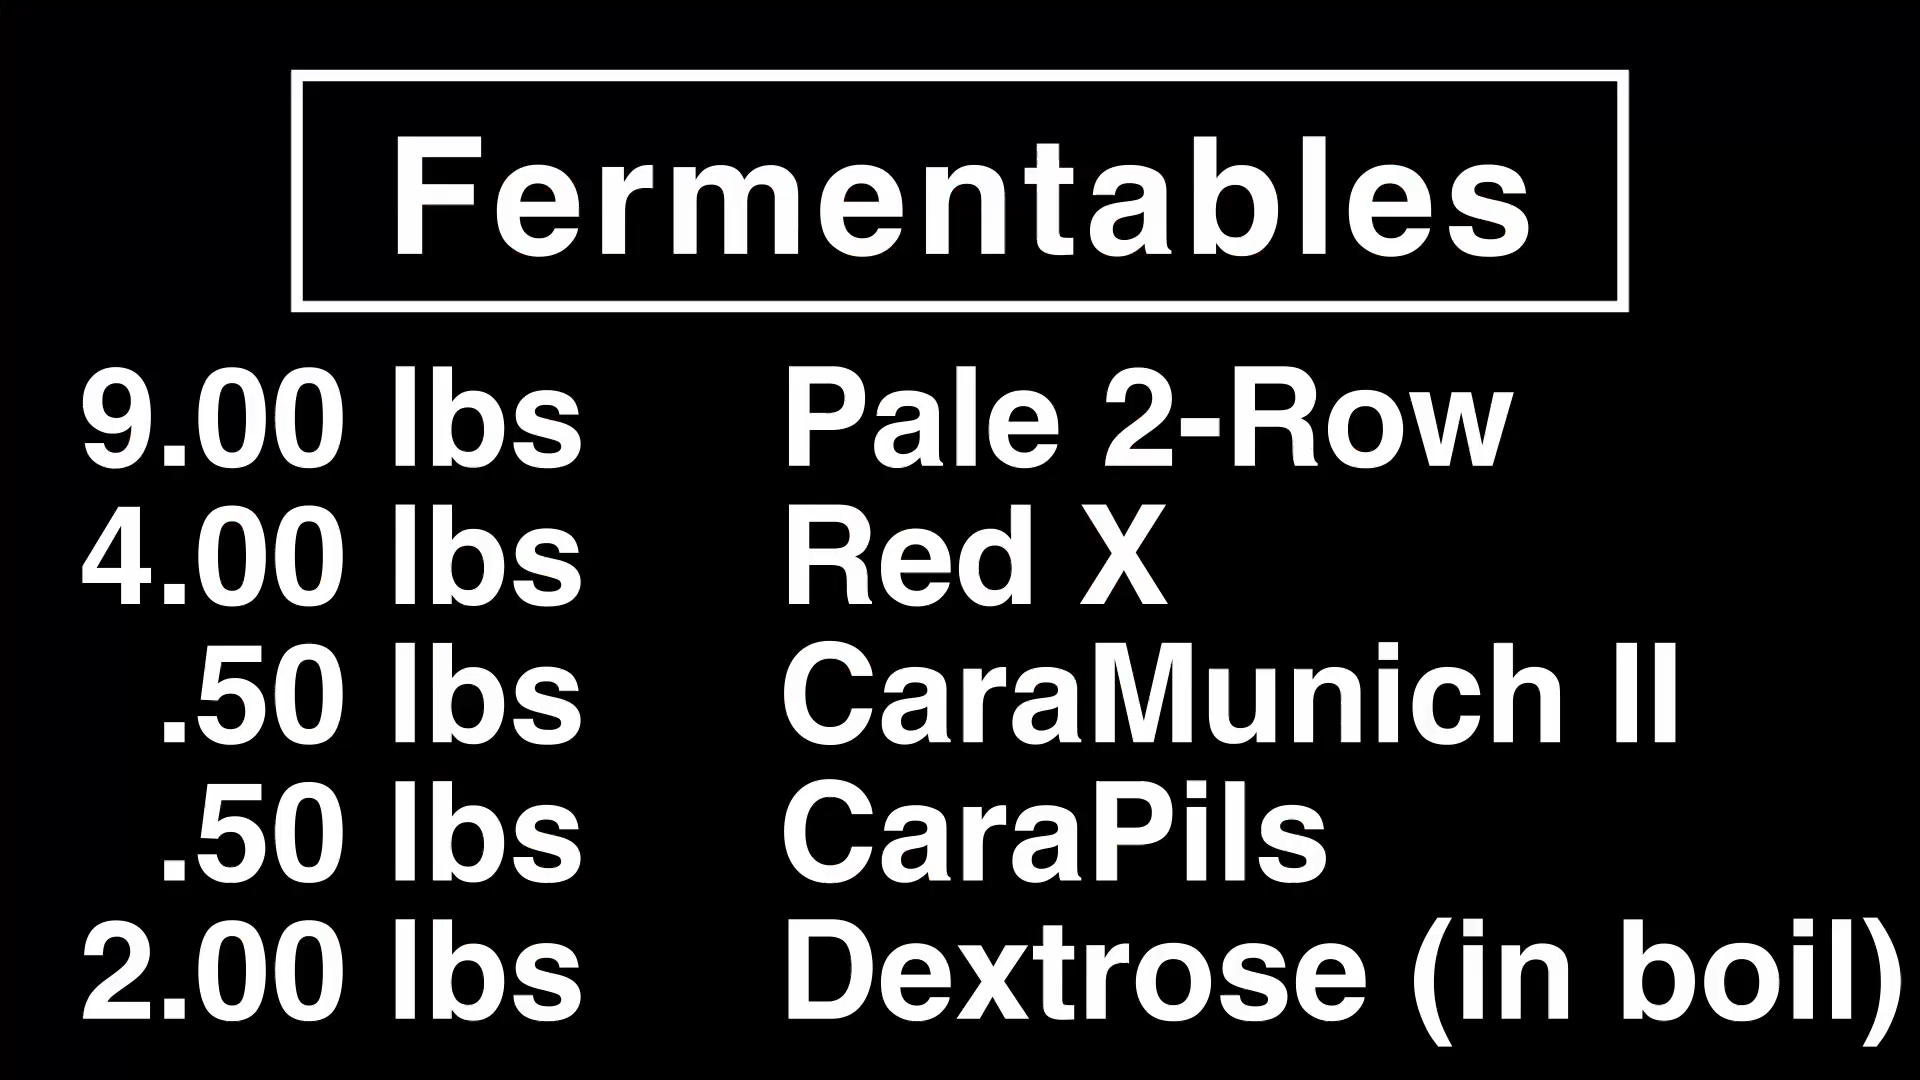 Fermentables
9.00 lbs Pale 2-Row
4.00 lbs Red X
.50 lbs CaraMunich II
.50 lbs CaraPils
2.00 lbs Dextrose (in boil)